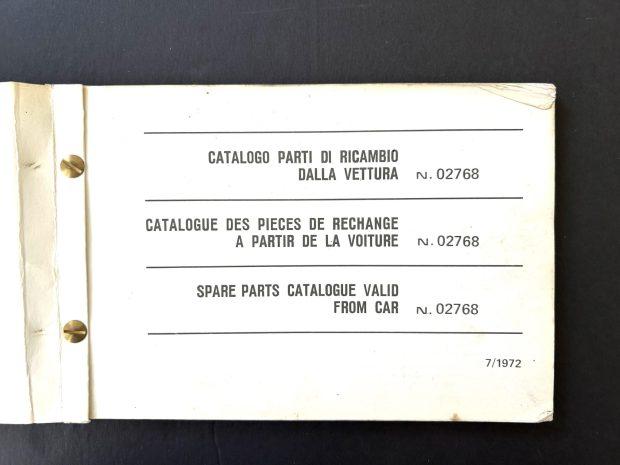 CATALOGO PARTI DI RICAMBIO
DALLA VETTURA N. 02768
CATALOGUE DES PIECES DE RECHANGE
A PARTIR DE LA VOITURE N. 02768
SPARE PARTS CATALOGUE VALID
FROM CAR N. 02768
7/1972